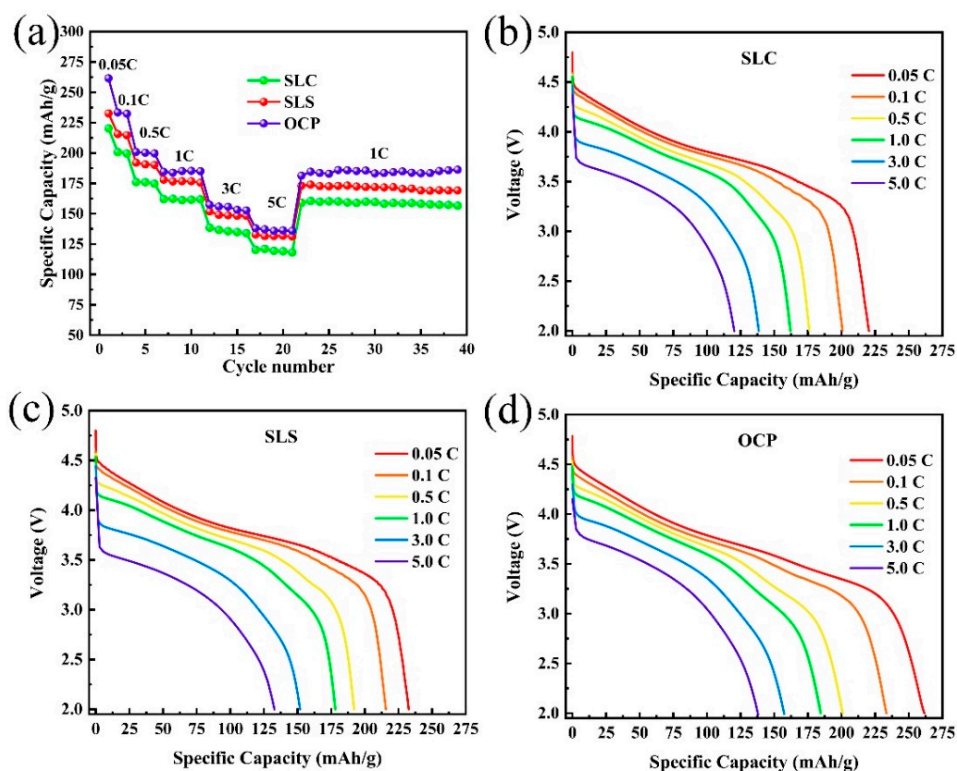 (a)
300
275
250
225
200
175
150
125
100
75
50
Specific Capacity (mAh/g)
0.05C
0.1C
0.5C
1C
3C
5C
1C
SLC
SLS
OCP
0 5 10 15 20 25 30 35 40
Cycle number
(b)
SLC
5.0
4.5
4.0
3.5
3.0
2.5
2.0
Voltage (V)
0.05 C
0.1 C
0.5 C
1.0 C
3.0 C
5.0 C
0 25 50 75 100 125 150 175 200 225 250 275
Specific Capacity (mAh/g)
(c)
SLS
5.0
4.5
4.0
3.5
3.0
2.5
2.0
Voltage (V)
0.05 C
0.1 C
0.5 C
1.0 C
3.0 C
5.0 C
0 25 50 75 100 125 150 175 200 225 250 275
Specific Capacity (mAh/g)
(d)
OCP
5.0
4.5
4.0
3.5
3.0
2.5
2.0
Voltage (V)
0.05 C
0.1 C
0.5 C
1.0 C
3.0 C
5.0 C
0 25 50 75 100 125 150 175 200 225 250 275
Specific Capacity (mAh/g)